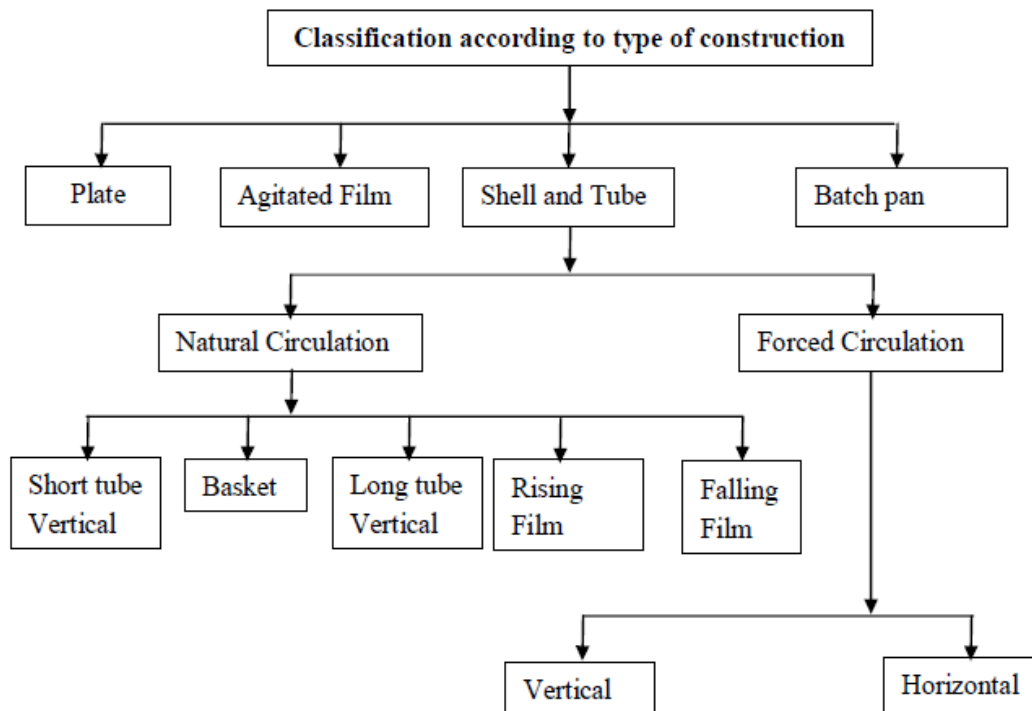 Classification according to type of construction
Plate
Agitated Film
Shell and Tube
Batch pan
Natural Circulation
Forced Circulation
Short tube
Vertical
Basket
Long tube
Vertical
Rising
Film
Falling
Film
Vertical
Horizontal